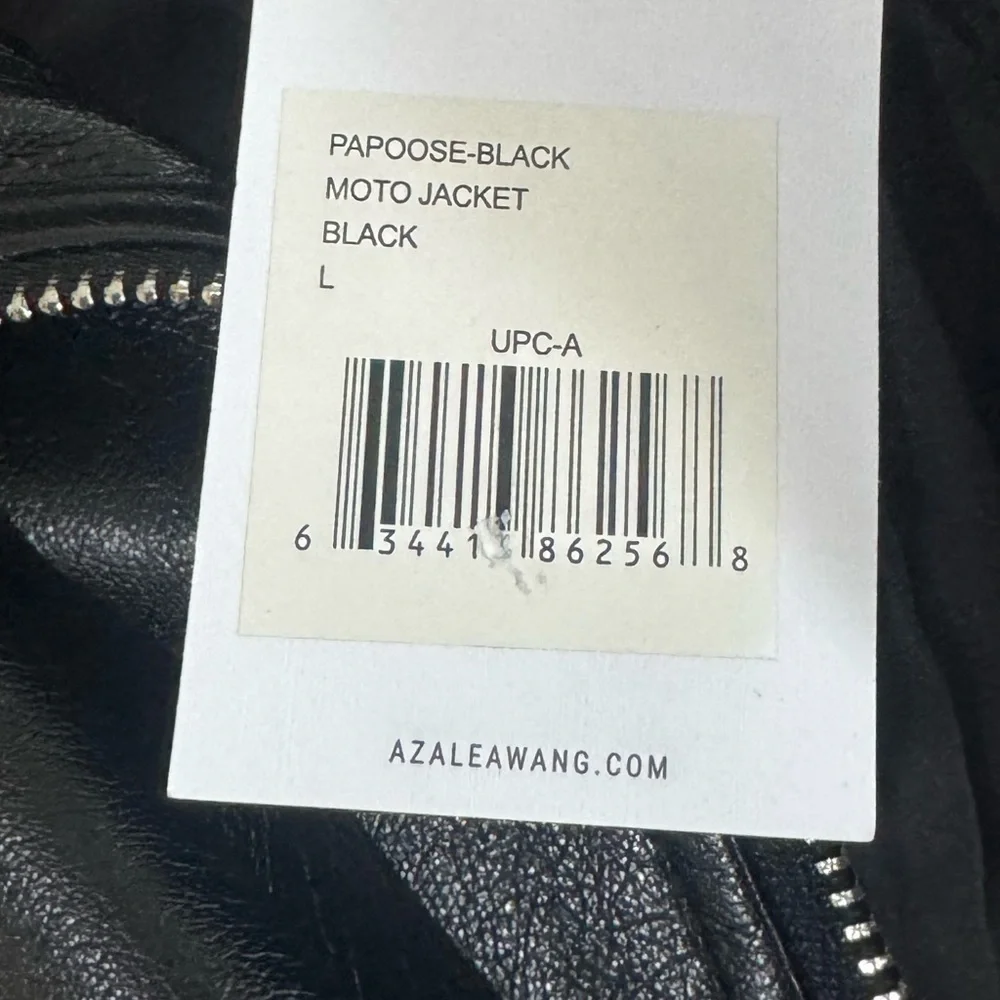 PAPOOSE-BLACK
MOTO JACKET
BLACK
L
UPC-A
6 3441 86256 8
AZALEAWANG.COM